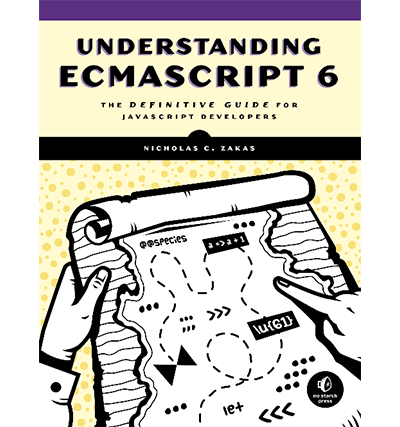 UNDERSTANDING
ECMASCRIPT 6
THE DEFINITIVE GUIDE FOR
JAVASCRIPT DEVELOPERS
NICHOLAS C. ZAKAS
@@species
a=>a+1
\u{61}
let
no starch
press